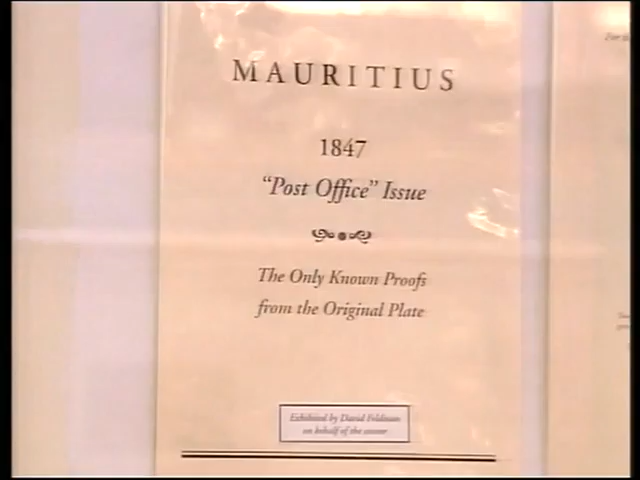 MAURITIUS
1847
“Post Office” Issue
The Only Known Proofs
from the Original Plate
Exhibited by David Feldman
on behalf of the owner
For